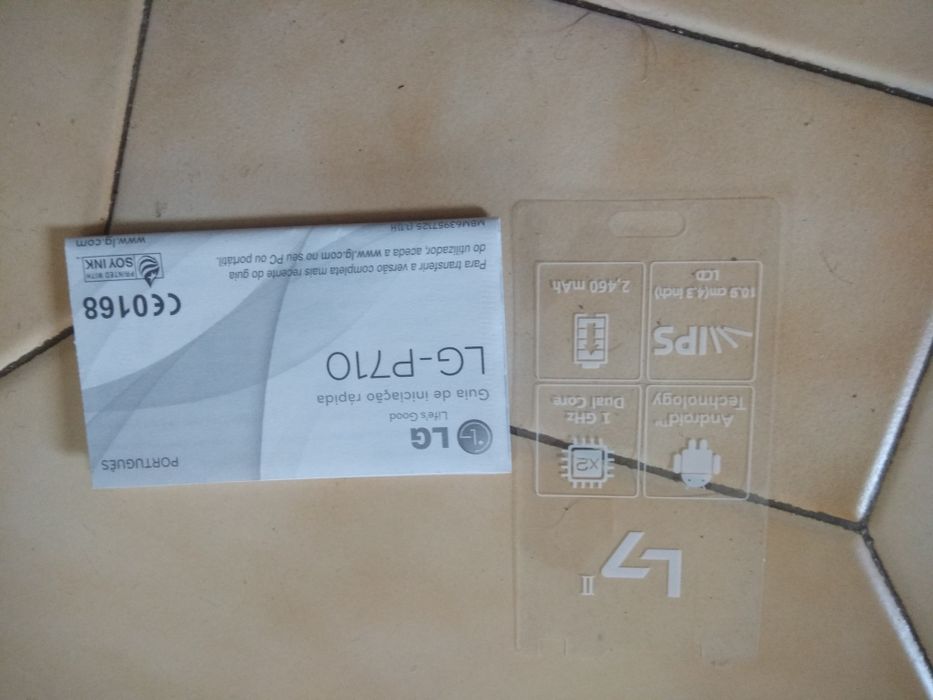 PORTUGUÊS
LG
Life's Good
Guia de iniciação rápida
LG-P710
CE0168
PRINTED WITH
SOY INK
Para transferir a versão completa mais recente do guia
do utilizador, aceda a www.lg.com no seu PC ou portátil.
www.lg.com
L7
II
Android™
Technology
X2
1 GHz
Dual Core
IPS
10.9 cm(4.3 inch)
LCD
2,460 mAh